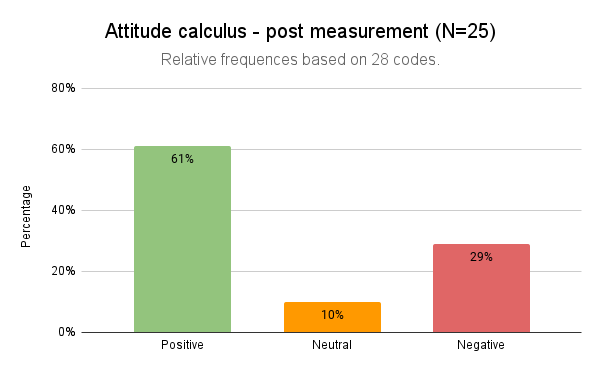 Attitude calculus - post measurement (N=25)
Relative frequences based on 28 codes.
80%
60%
40%
20%
0%
Percentage
61%
10%
29%
Positive
Neutral
Negative